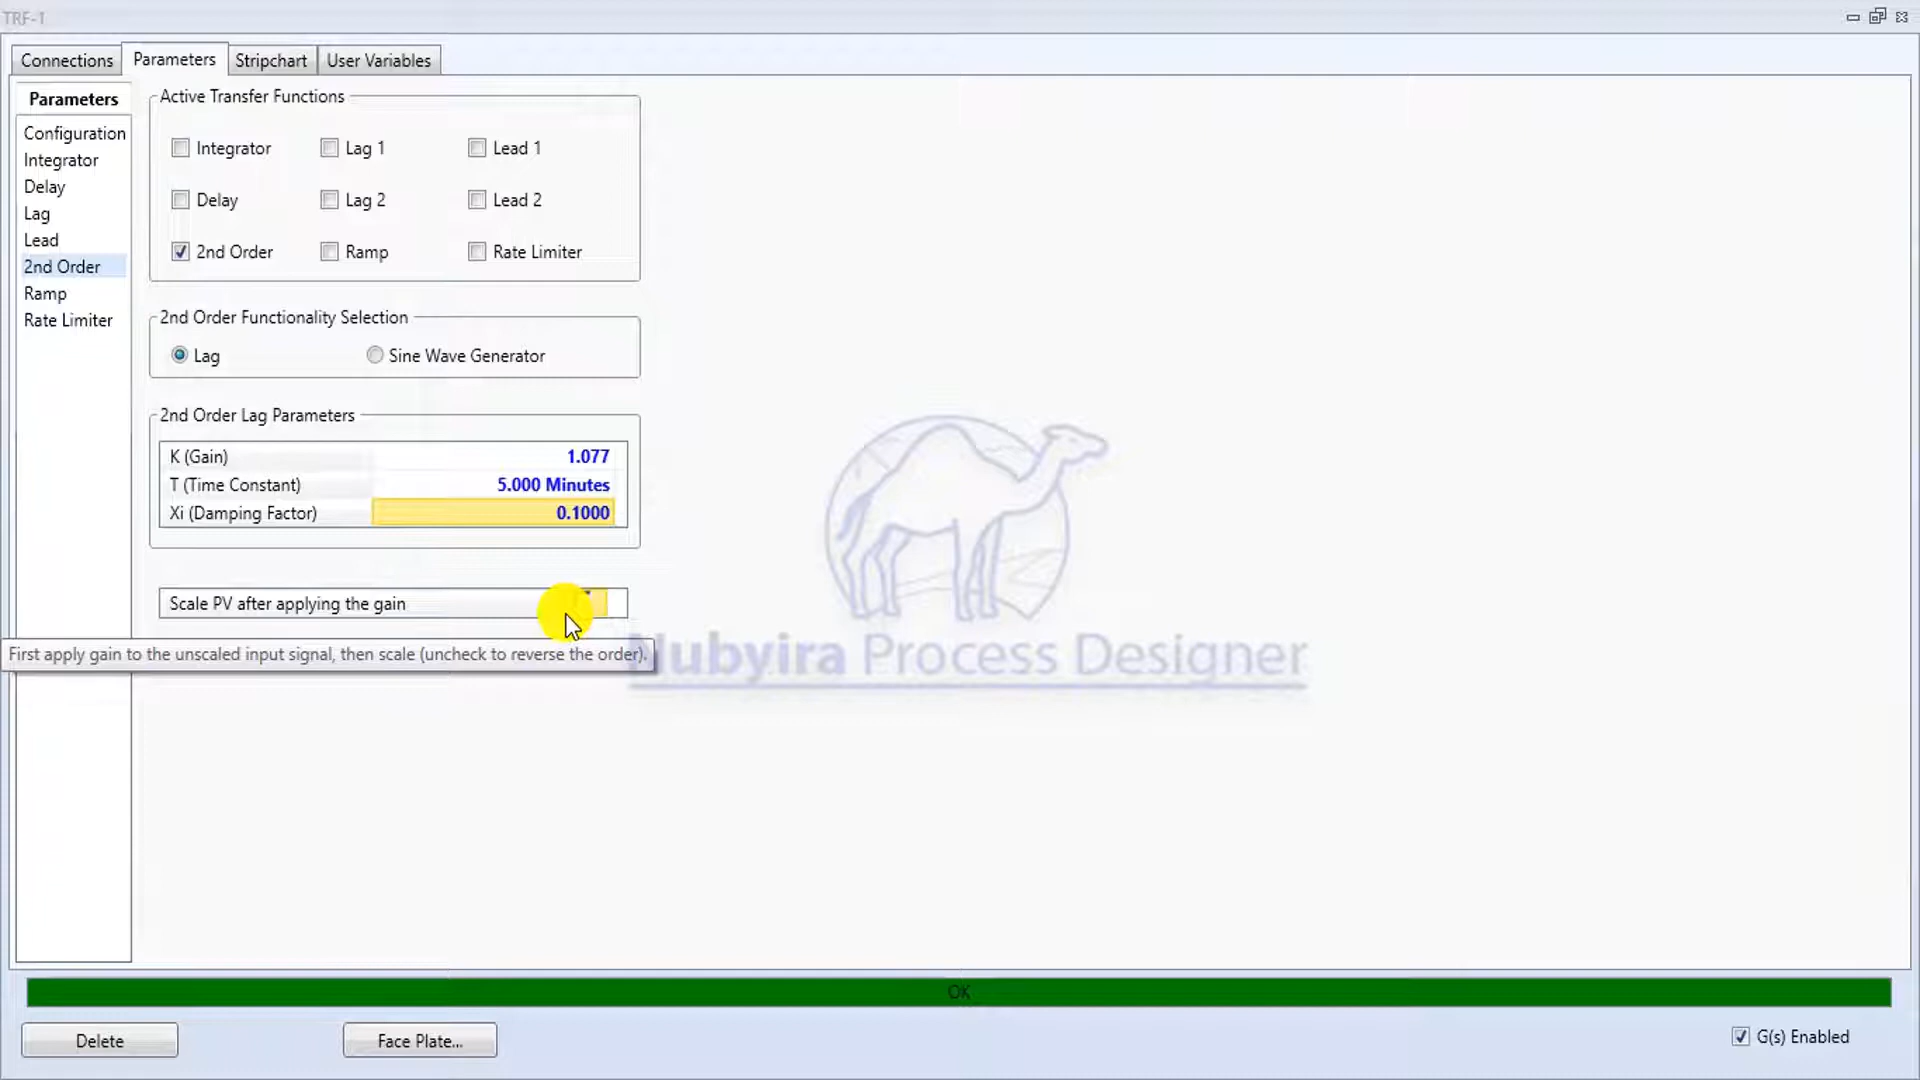 TRF-1
Connections Parameters Stripchart User Variables
Parameters
Configuration
Integrator
Delay
Lag
Lead
2nd Order
Ramp
Rate Limiter
Active Transfer Functions
Integrator Lag 1 Lead 1
Delay Lag 2 Lead 2
2nd Order Ramp Rate Limiter
2nd Order Functionality Selection
Lag Sine Wave Generator
2nd Order Lag Parameters
K (Gain) 1.077
T (Time Constant) 5.000 Minutes
Xi (Damping Factor) 0.1000
Scale PV after applying the gain
First apply gain to the unscaled input signal, then scale (uncheck to reverse the order).
Process Designer
OK
Delete Face Plate... G(s) Enabled